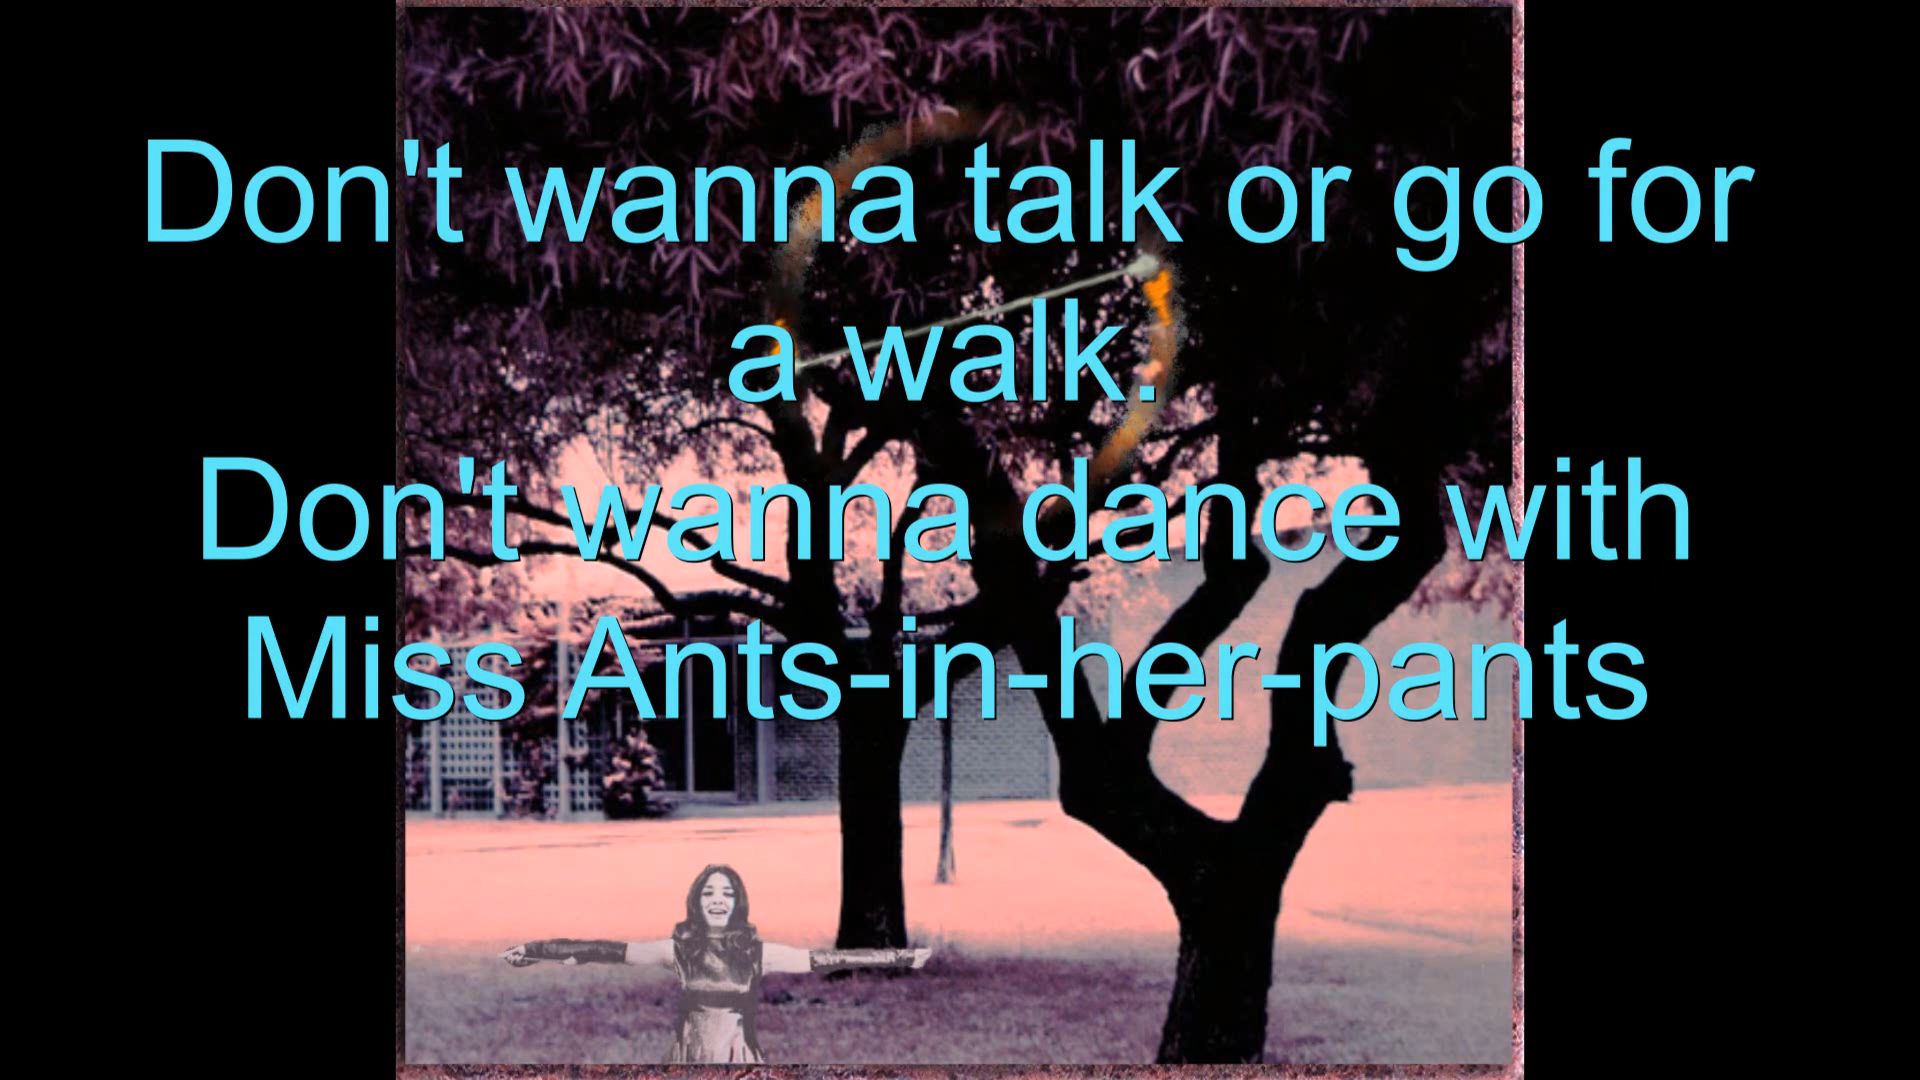 Don't wanna talk or go for
a walk.
Don't wanna dance with
Miss Ants-in-her-pants